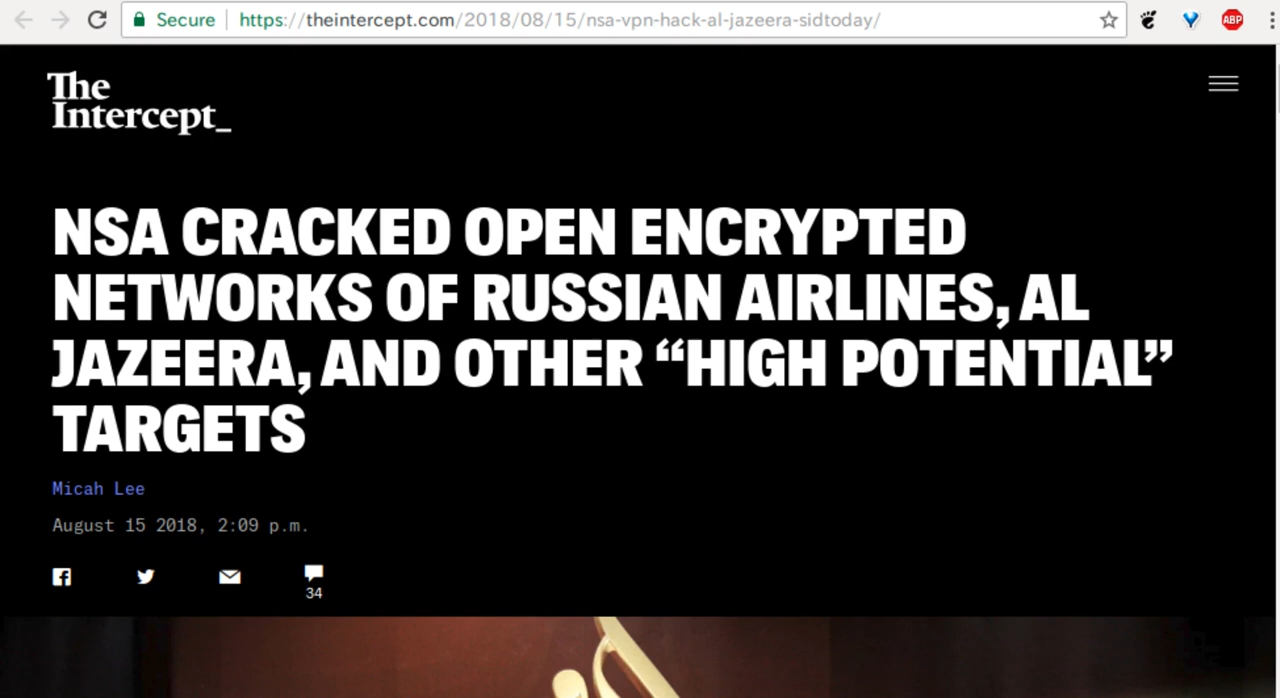 Secure https://theintercept.com/2018/08/15/nsa-vpn-hack-al-jazeera-sidtoday/
ABP
The
Intercept_
NSA CRACKED OPEN ENCRYPTED
NETWORKS OF RUSSIAN AIRLINES, AL
JAZEERA, AND OTHER “HIGH POTENTIAL”
TARGETS
Micah Lee
August 15 2018, 2:09 p.m.
34